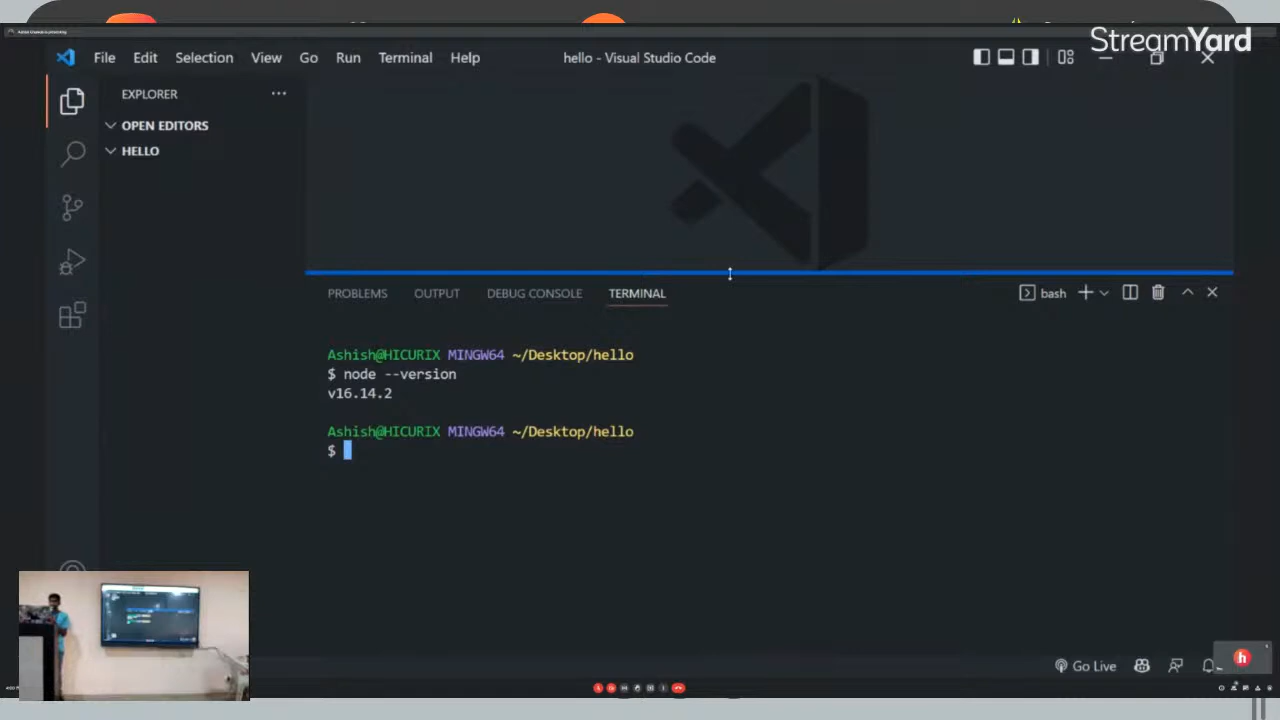 StreamYard
File Edit Selection View Go Run Terminal Help
hello - Visual Studio Code
EXPLORER
OPEN EDITORS
HELLO
PROBLEMS OUTPUT DEBUG CONSOLE TERMINAL
bash
Ashish@HICURIX MINGW64 ~/Desktop/hello
$ node --version
v16.14.2
Ashish@HICURIX MINGW64 ~/Desktop/hello
$
Go Live
h